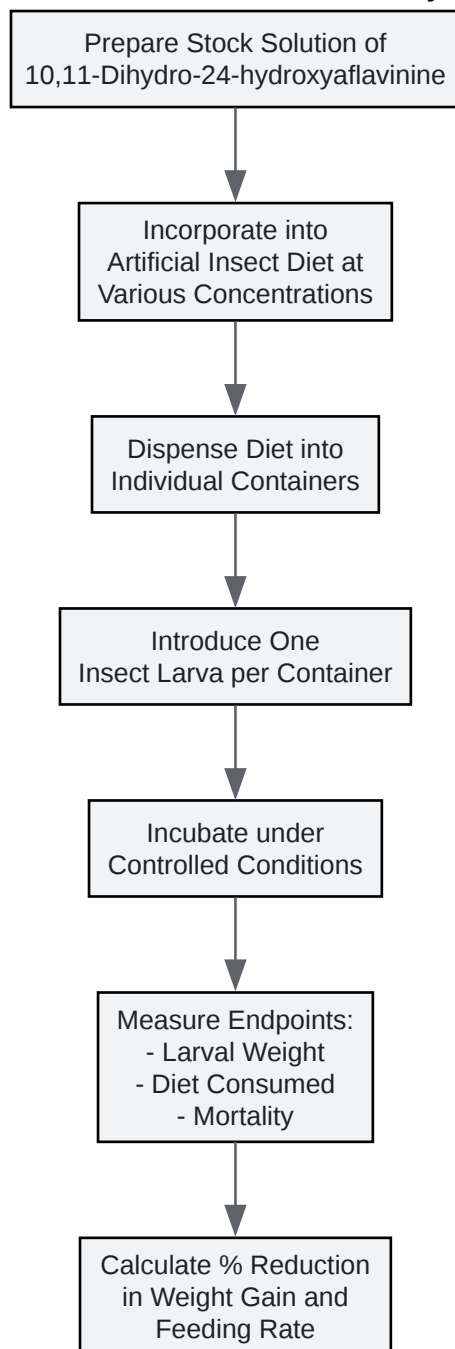 Prepare Stock Solution of
10,11-Dihydro-24-hydroxyaflavinine
Incorporate into
Artificial Insect Diet at
Various Concentrations
Dispense Diet into
Individual Containers
Introduce One
Insect Larva per Container
Incubate under
Controlled Conditions
Measure Endpoints:
- Larval Weight
- Diet Consumed
- Mortality
Calculate % Reduction
in Weight Gain and
Feeding Rate